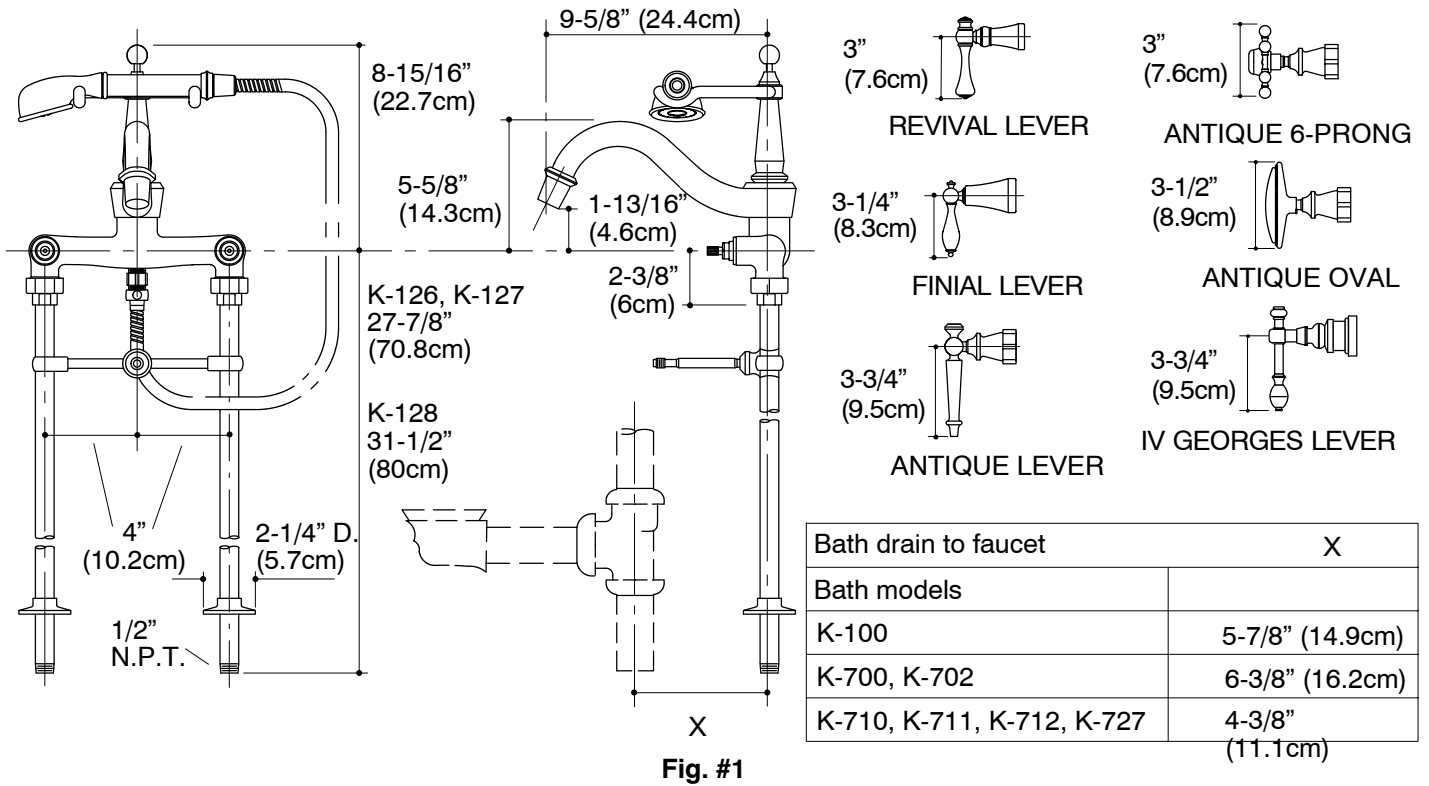 9-5/8” (24.4cm)
8-15/16”
(22.7cm)
5-5/8”
(14.3cm)
1-13/16”
(4.6cm)
2-3/8”
(6cm)
K-126, K-127
27-7/8”
(70.8cm)
K-128
31-1/2”
(80cm)
4”
(10.2cm)
2-1/4” D.
(5.7cm)
1/2”
N.P.T.
X
3”
(7.6cm)
REVIVAL LEVER
3”
(7.6cm)
ANTIQUE 6-PRONG
3-1/4”
(8.3cm)
FINIAL LEVER
3-1/2”
(8.9cm)
ANTIQUE OVAL
3-3/4”
(9.5cm)
ANTIQUE LEVER
3-3/4”
(9.5cm)
IV GEORGES LEVER
Bath drain to faucet X
Bath models
K-100 5-7/8” (14.9cm)
K-700, K-702 6-3/8” (16.2cm)
K-710, K-711, K-712, K-727 4-3/8”
(11.1cm)
Fig. #1